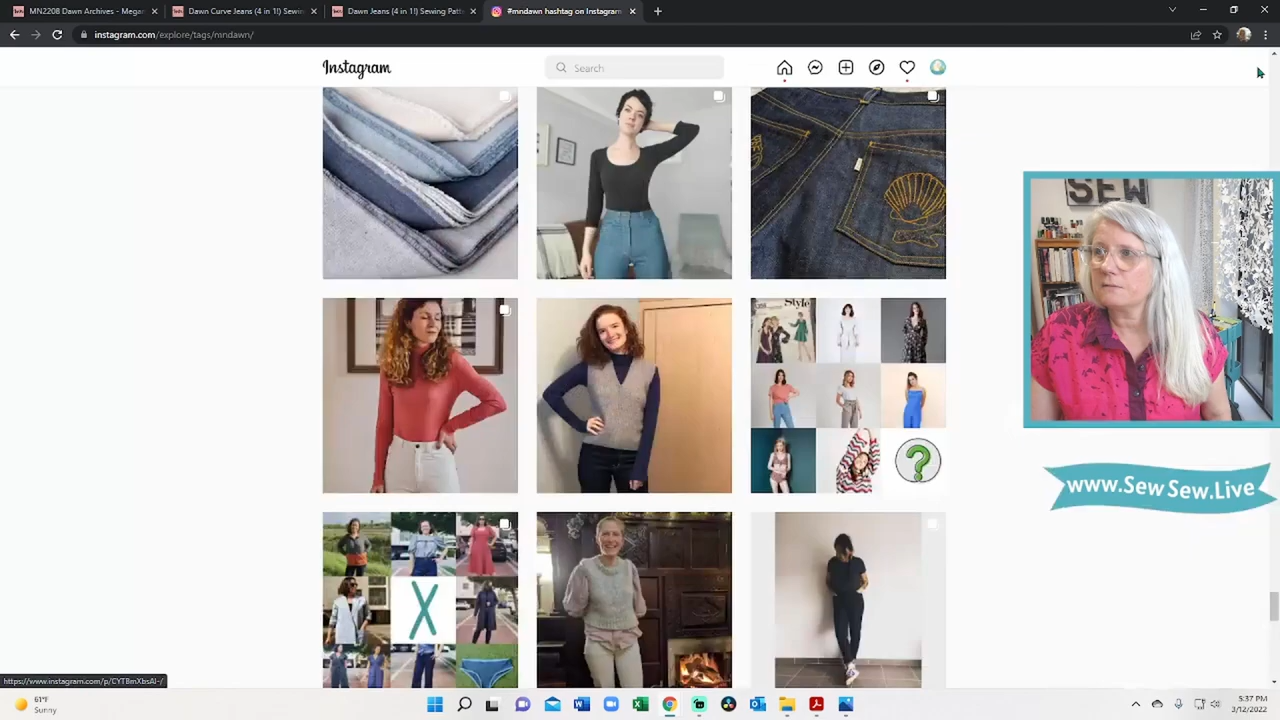 MN2208 Dawn Archives - Megan
Dawn Curve Jeans (4 in 1!) Sewin
Dawn Jeans (4 in 1!) Sewing Patt
#mndawn hashtag on Instagram
instagram.com/explore/tags/mndawn/
Instagram
Search
SEW
Style
www.SewSew.Live
X
https://www.instagram.com/p/CYTBmXbsAl-/
61°F
Sunny
5:37 PM
3/12/2022